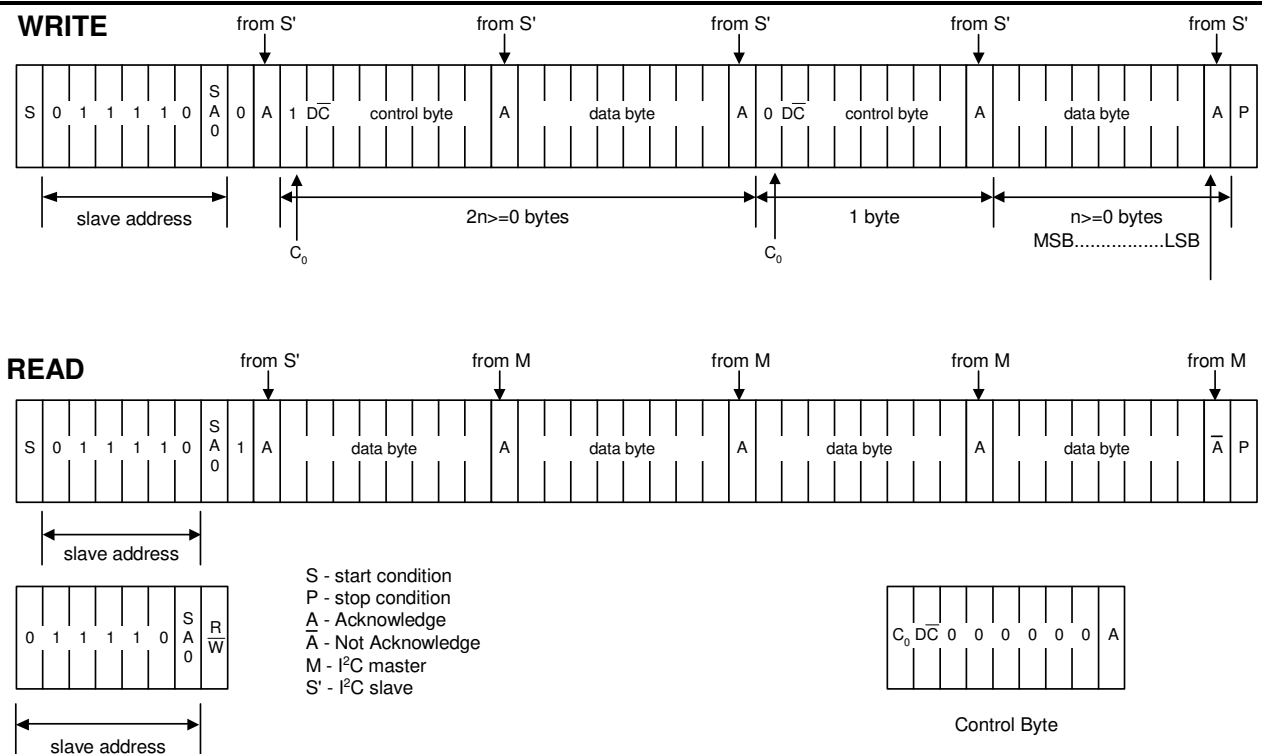 WRITE
from S' from S' from S' from S' from S'
S 0 1 1 1 1 0 SA0 0 A 1 DC̅ control byte A data byte A 0 DC̅ control byte A data byte A P
slave address 2n>=0 bytes 1 byte n>=0 bytes
MSB.................LSB
C₀ C₀
READ
from S' from M from M from M from M
S 0 1 1 1 1 0 SA0 1 A data byte A data byte A data byte A data byte A̅ P
slave address
0 1 1 1 1 0 SA0 R/W̅
slave address
S - start condition
P - stop condition
A - Acknowledge
A̅ - Not Acknowledge
M - I²C master
S' - I²C slave
C₀ DC̅ 0 0 0 0 0 0 A
Control Byte